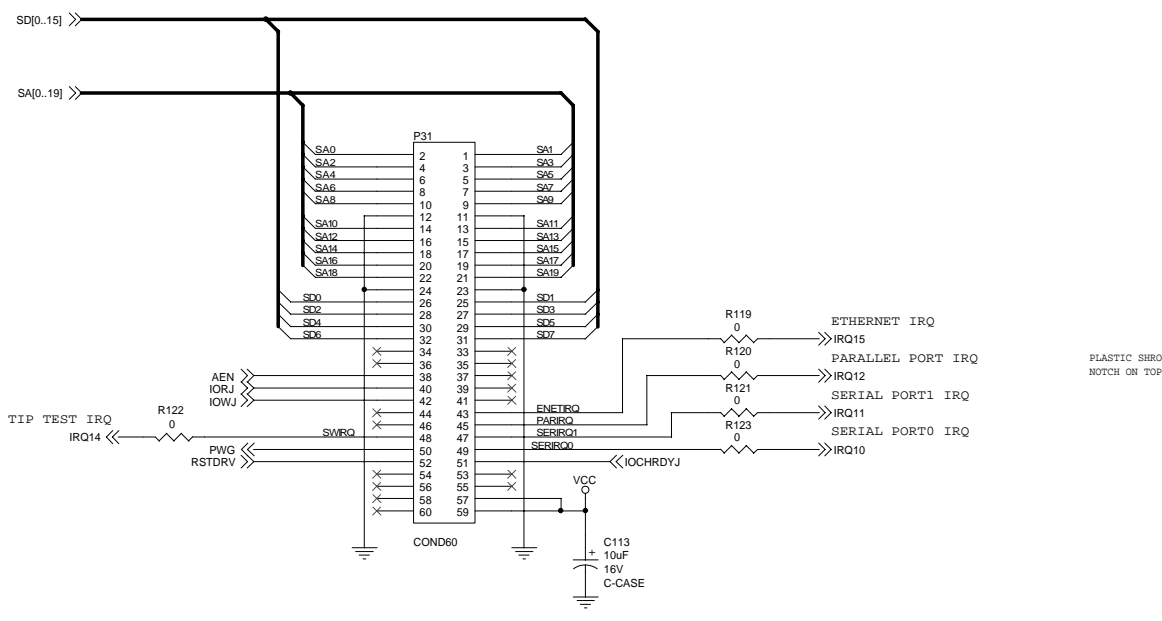 SD[0..15]
SA[0..19]
P31
SA0 2 1 SA1
SA2 4 3 SA3
SA4 6 5 SA5
SA6 8 7 SA7
SA8 10 9 SA9
12 11
SA10 14 13 SA11
SA12 16 15 SA13
SA14 18 17 SA15
SA16 20 19 SA17
SA18 22 21 SA19
24 23
SD0 26 25 SD1
SD2 28 27 SD3
SD4 30 29 SD5
SD6 32 31 SD7
34 33
36 35
AEN 38 37
IORJ 40 39
IOWJ 42 41
44 43 ENETIRQ
46 45 PARIRQ
TIP TEST IRQ
R122
0
IRQ14 SWIRQ 48 47 SERIRQ1
PWG 50 49 SERIRQ0
RSTDRV 52 51 IOCHRDYJ
54 53
56 55
58 57
60 59
COND60
R119
0
ETHERNET IRQ
IRQ15
R120
0
PARALLEL PORT IRQ
IRQ12
R121
0
SERIAL PORT1 IRQ
IRQ11
R123
0
SERIAL PORT0 IRQ
IRQ10
VCC
C113
+ 10uF
16V
C-CASE
PLASTIC SHRO
NOTCH ON TOP